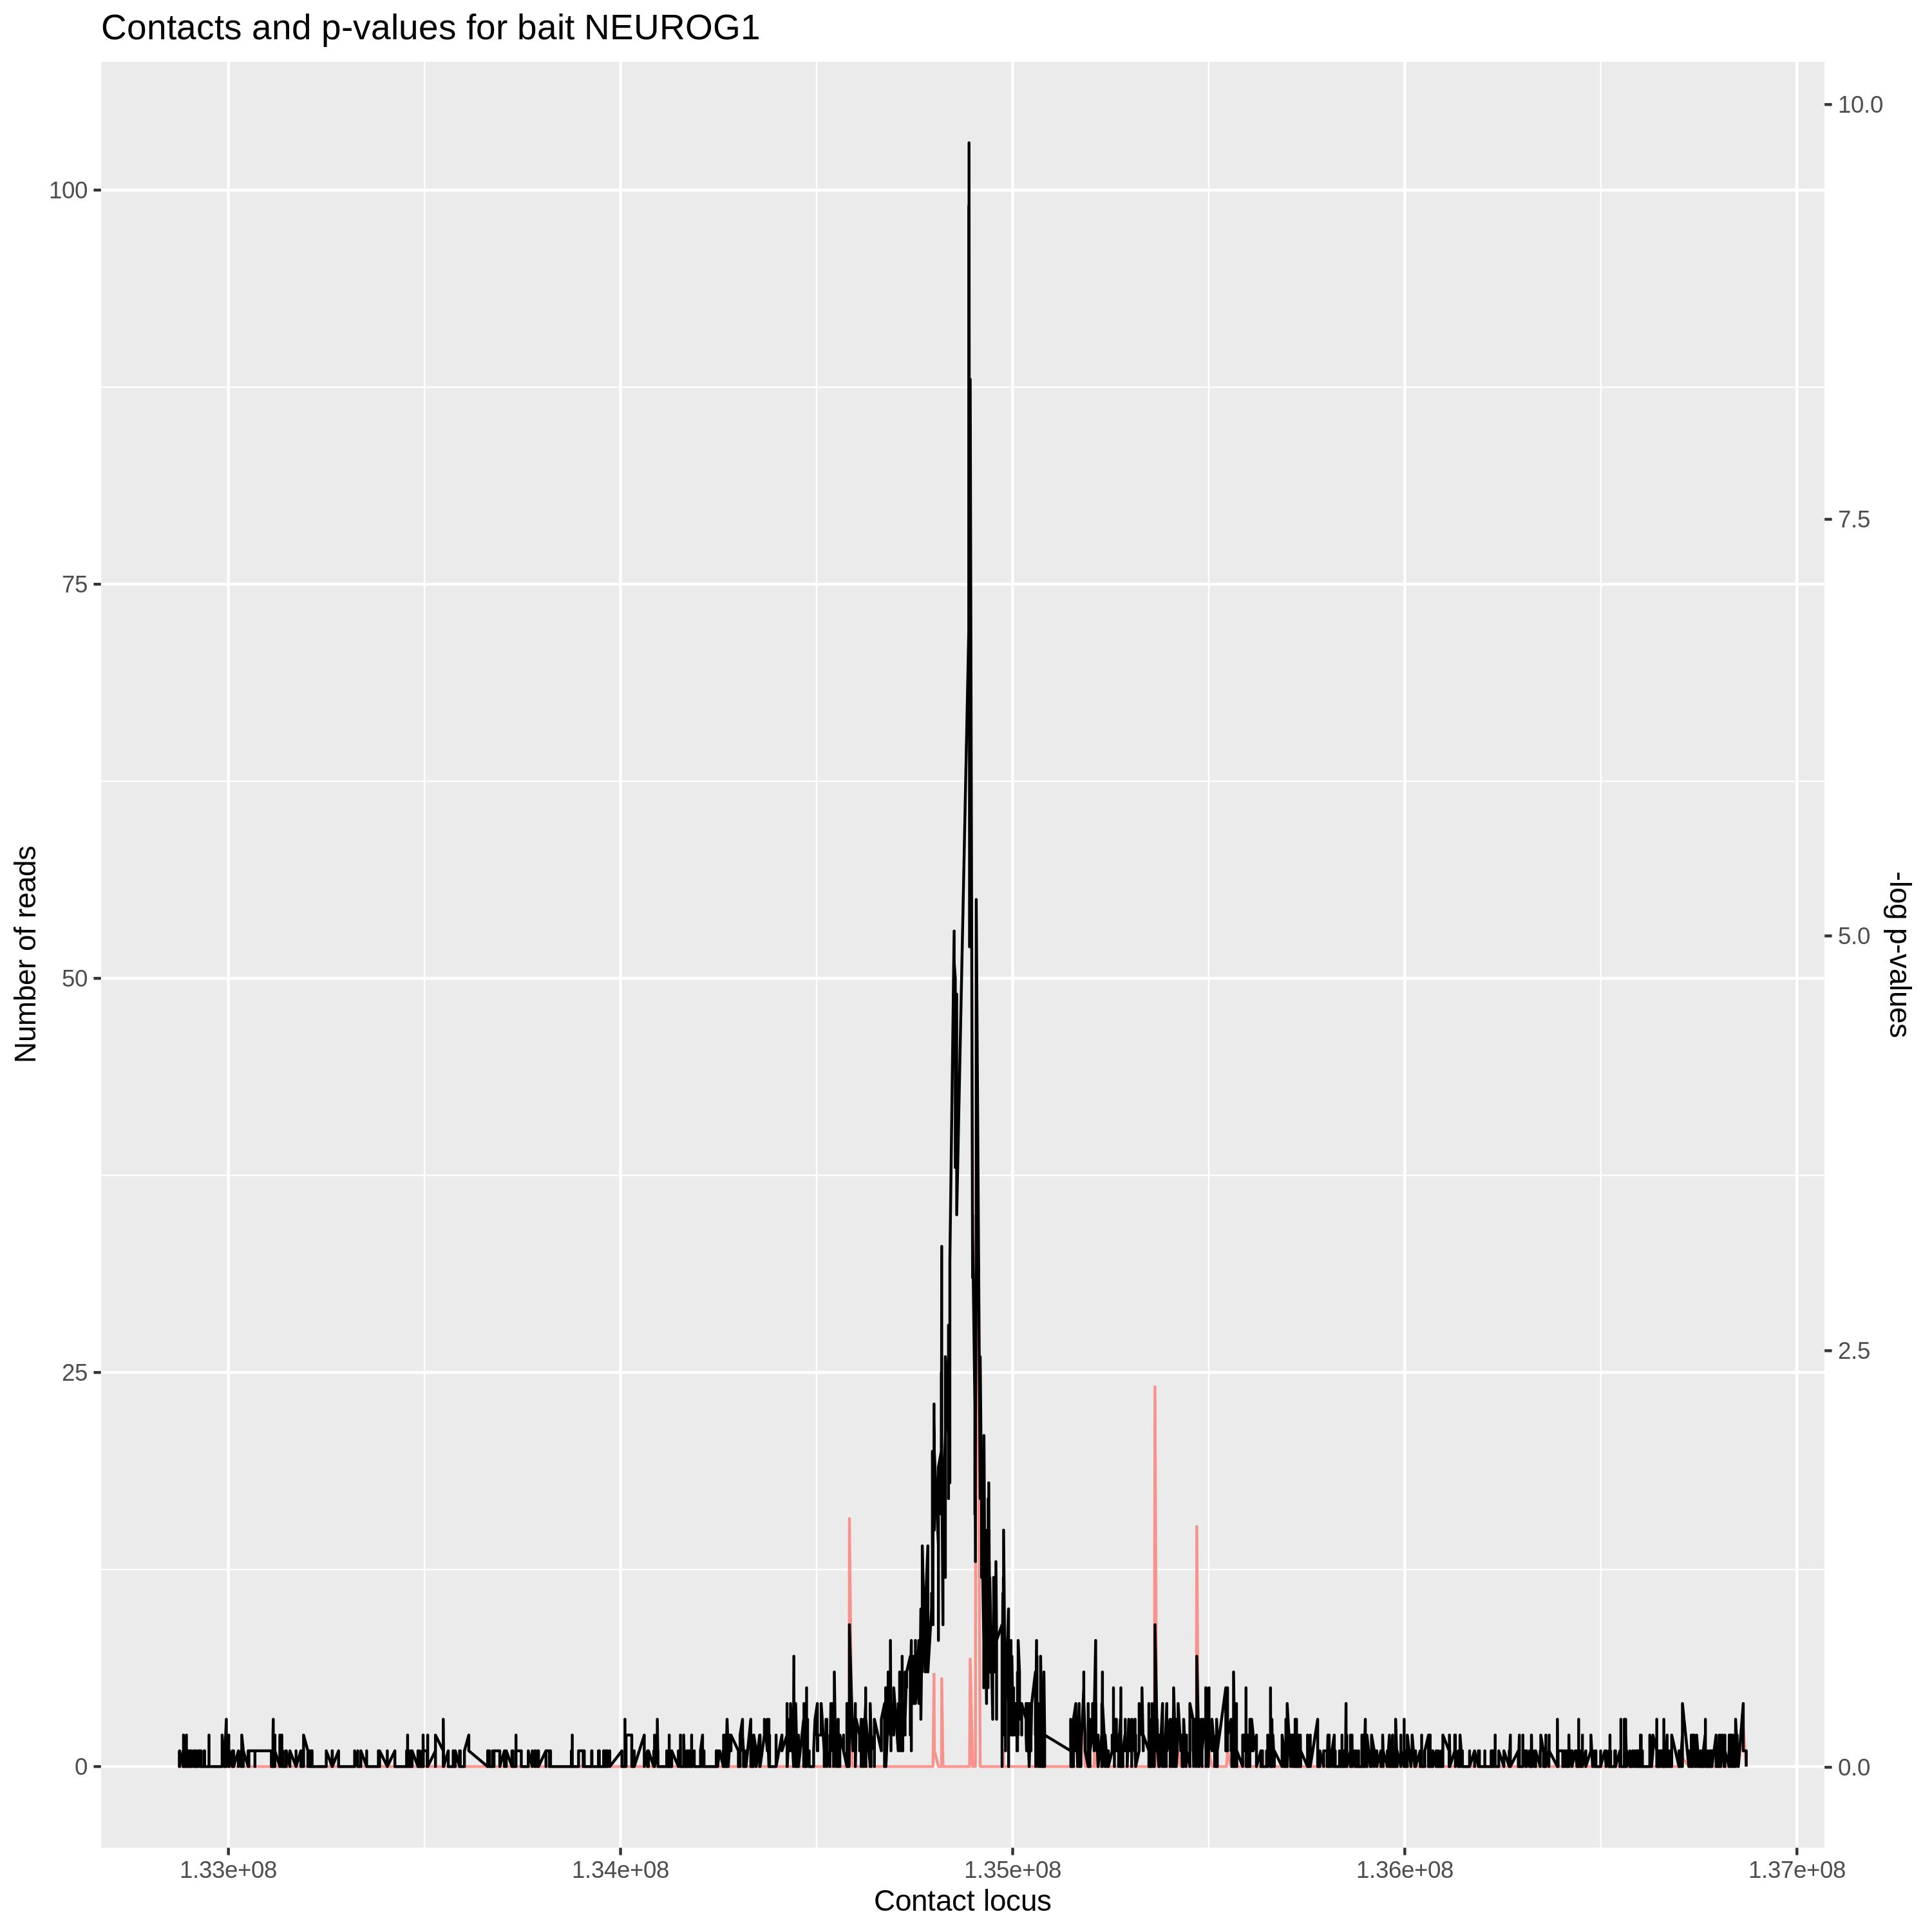 Contacts and p-values for bait NEUROG1
100
75
50
25
0
Number of reads
10.0
7.5
5.0
2.5
0.0
-log p-values
1.33e+08
1.34e+08
1.35e+08
1.36e+08
1.37e+08
Contact locus